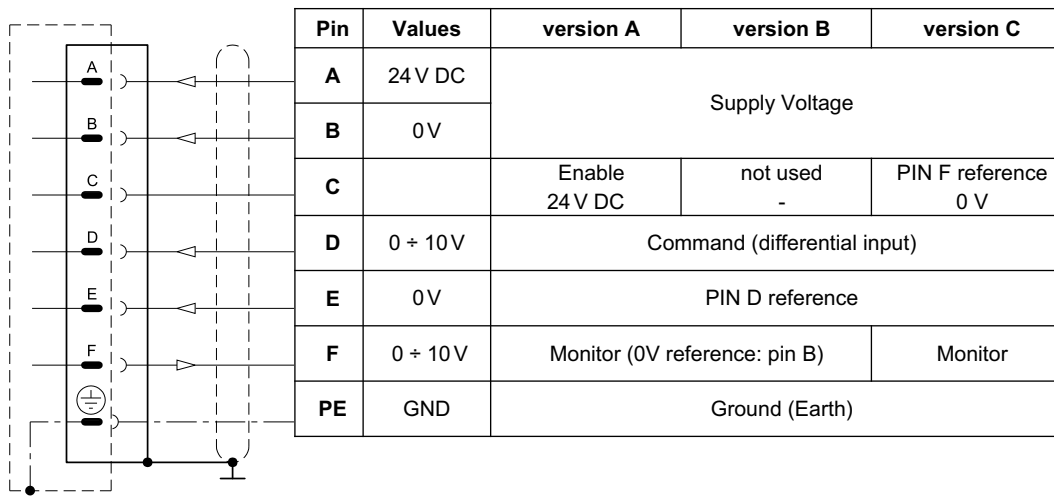 Pin Values version A version B version C
A 24 V DC
Supply Voltage
B 0 V
C Enable not used PIN F reference
24 V DC - 0 V
D 0 ÷ 10 V Command (differential input)
E 0 V PIN D reference
F 0 ÷ 10 V Monitor (0V reference: pin B) Monitor
PE GND Ground (Earth)
A
B
C
D
E
F